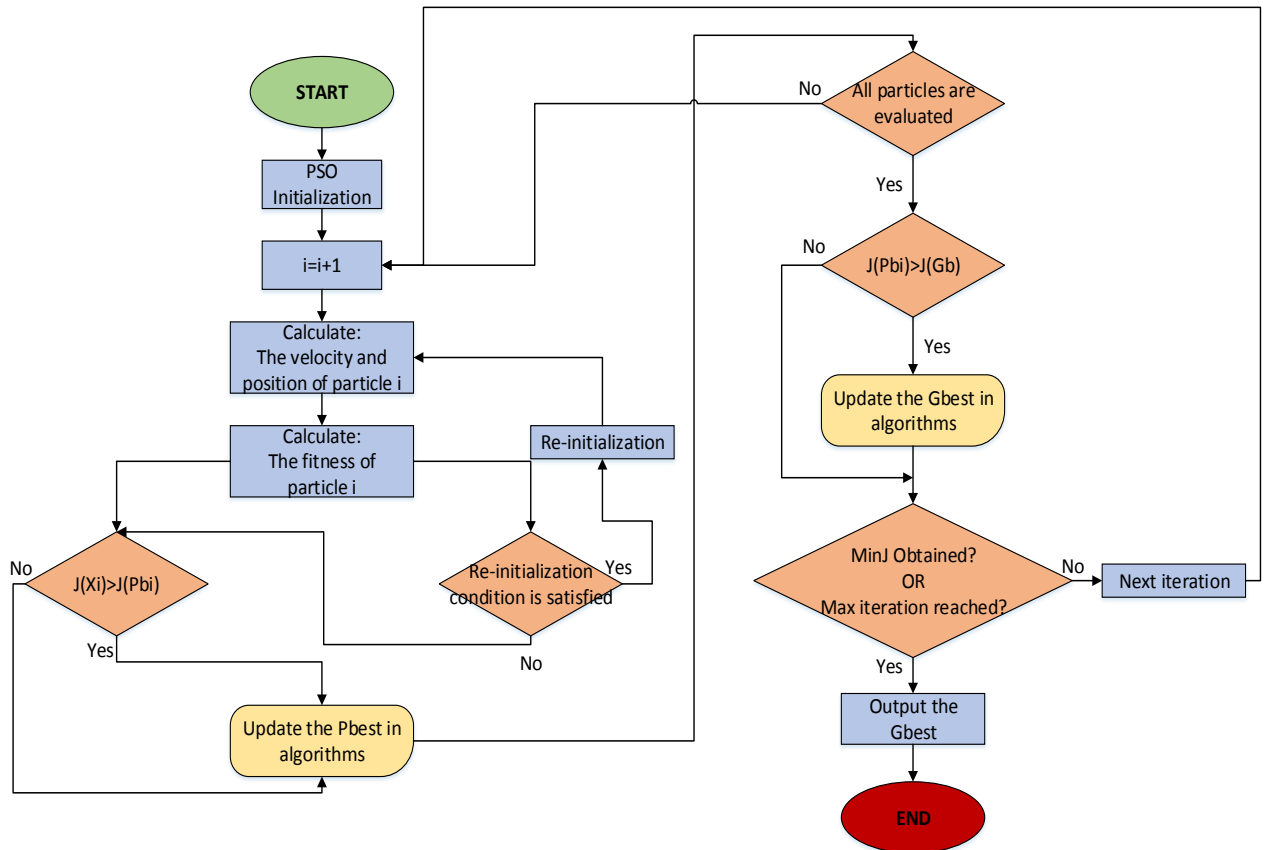 START
PSO
Initialization
i=i+1
Calculate:
The velocity and
position of particle i
Calculate:
The fitness of
particle i
Re-initialization
No
J(Xi)>J(Pbi)
Yes
Re-initialization
condition is satisfied
Yes
No
Update the Pbest in
algorithms
No
All particles are
evaluated
Yes
No
J(Pbi)>J(Gb)
Yes
Update the Gbest in
algorithms
MinJ Obtained?
OR
Max iteration reached?
No
Next iteration
Yes
Output the
Gbest
END